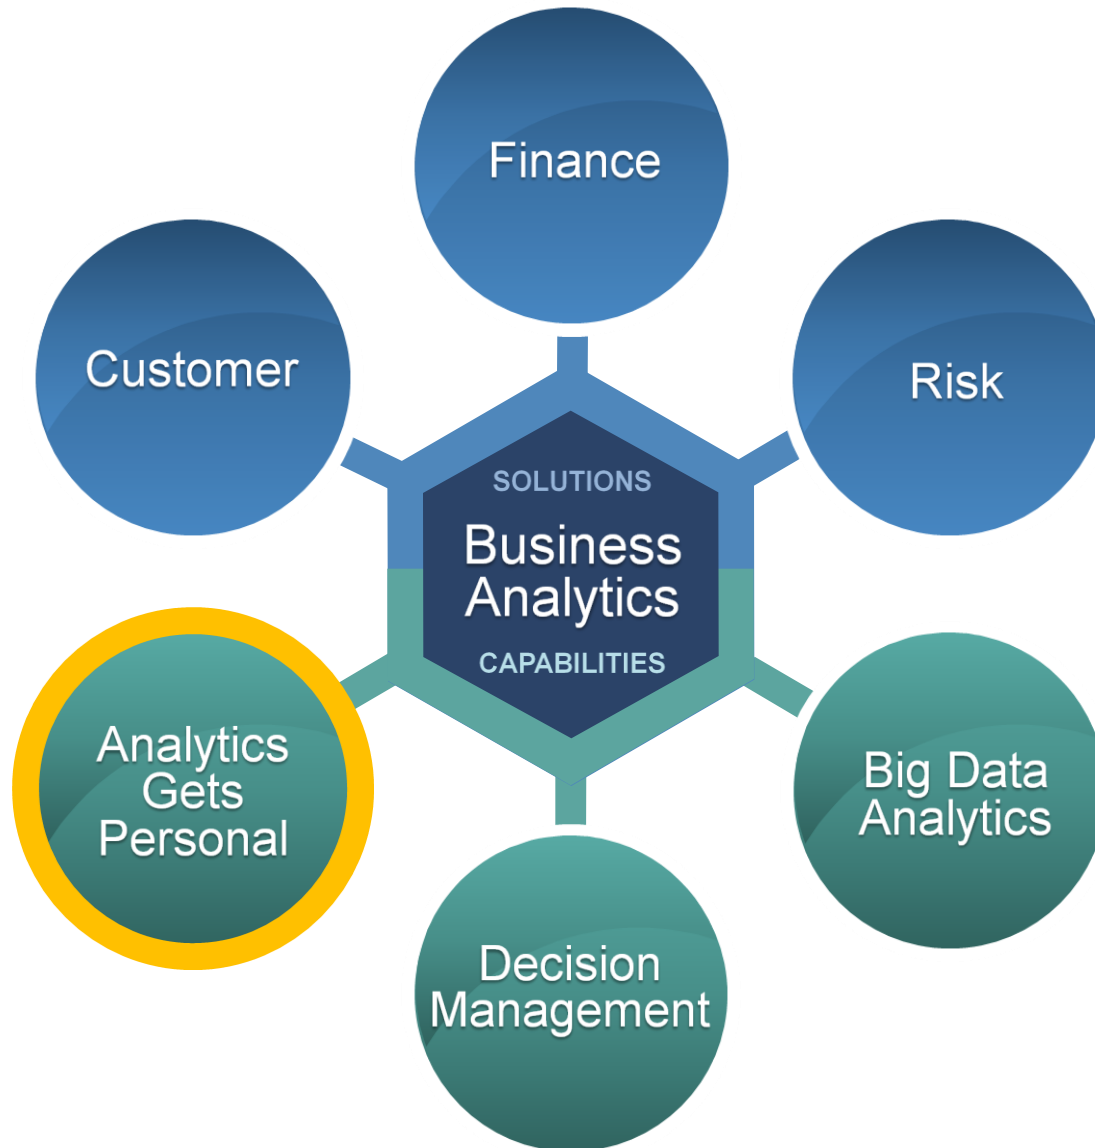 Finance
Customer
Risk
SOLUTIONS
Business
Analytics
CAPABILITIES
Analytics
Gets
Personal
Big Data
Analytics
Decision
Management